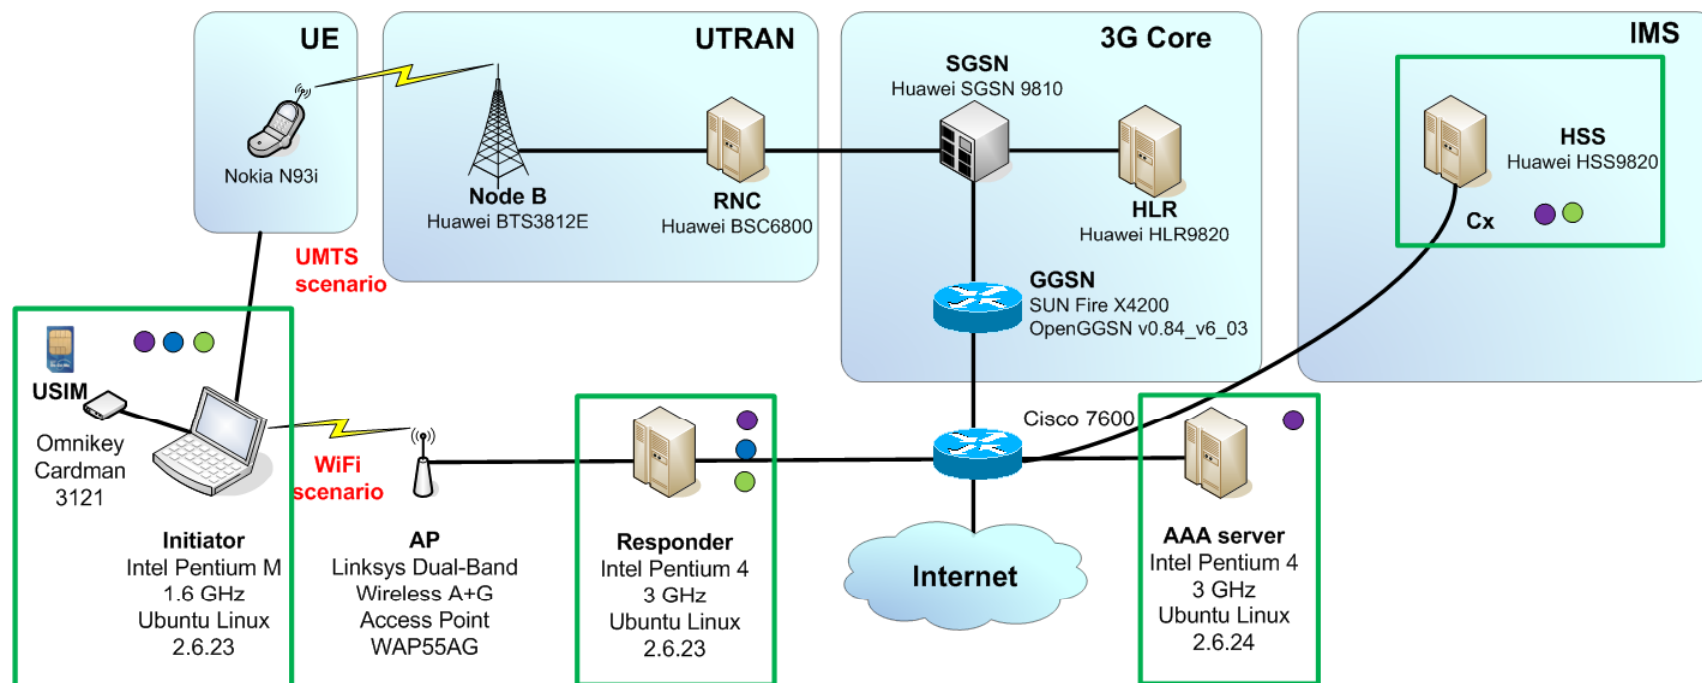 UE
UTRAN
3G Core
IMS
Nokia N93i
Node B
Huawei BTS3812E
RNC
Huawei BSC6800
SGSN
Huawei SGSN 9810
HLR
Huawei HLR9820
GGSN
SUN Fire X4200
OpenGGSN v0.84_v6_03
HSS
Huawei HSS9820
Cx
UMTS
scenario
USIM
Omnikey
Cardman
3121
WiFi
scenario
Cisco 7600
Initiator
Intel Pentium M
1.6 GHz
Ubuntu Linux
2.6.23
AP
Linksys Dual-Band
Wireless A+G
Access Point
WAP55AG
Responder
Intel Pentium 4
3 GHz
Ubuntu Linux
2.6.23
Internet
AAA server
Intel Pentium 4
3 GHz
Ubuntu Linux
2.6.24